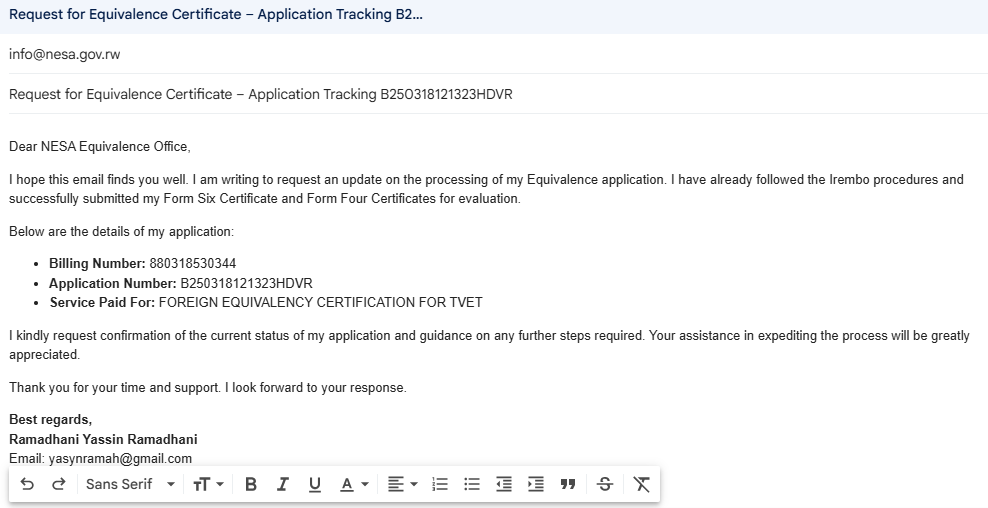 Request for Equivalence Certificate – Application Tracking B2...
info@nesa.gov.rw
Request for Equivalence Certificate – Application Tracking B250318121323HDVR
Dear NESA Equivalence Office,
I hope this email finds you well. I am writing to request an update on the processing of my Equivalence application. I have already followed the Irembo procedures and
successfully submitted my Form Six Certificate and Form Four Certificates for evaluation.
Below are the details of my application:
• Billing Number: 880318530344
• Application Number: B250318121323HDVR
• Service Paid For: FOREIGN EQUIVALENCY CERTIFICATION FOR TVET
I kindly request confirmation of the current status of my application and guidance on any further steps required. Your assistance in expediting the process will be greatly
appreciated.
Thank you for your time and support. I look forward to your response.
Best regards,
Ramadhani Yassin Ramadhani
Email: yasynramah@gmail.com
Sans Serif